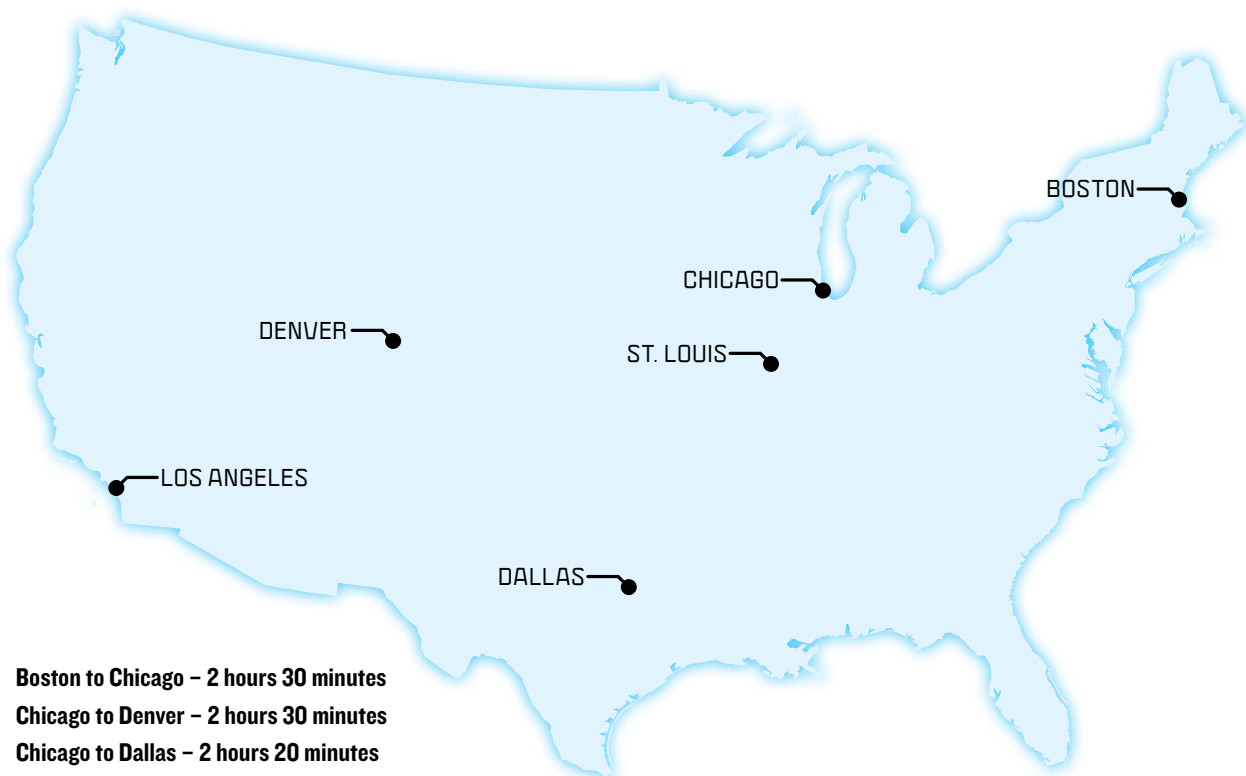 BOSTON
CHICAGO
DENVER
ST. LOUIS
LOS ANGELES
DALLAS
Boston to Chicago – 2 hours 30 minutes
Chicago to Denver – 2 hours 30 minutes
Chicago to Dallas – 2 hours 20 minutes